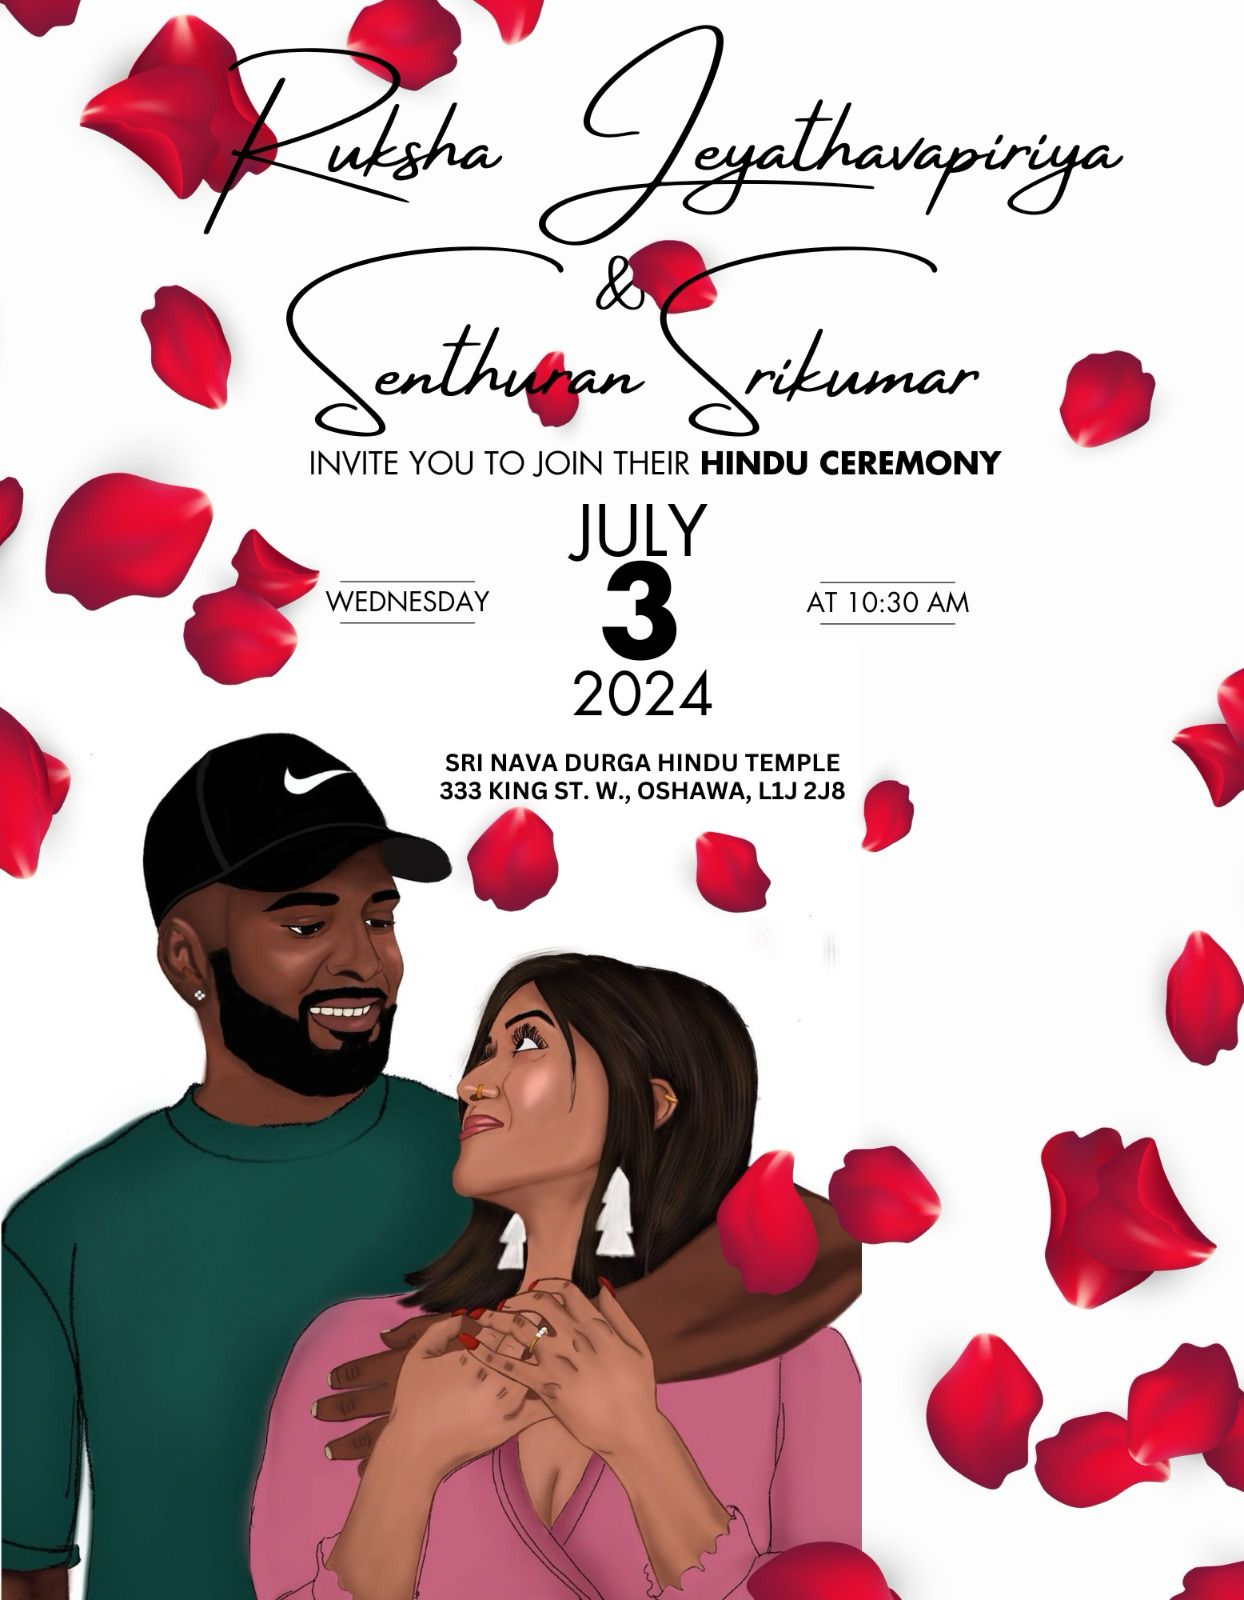 Ruksha Jeyathavapiriya
&
Senthuran Srikumar
INVITE YOU TO JOIN THEIR HINDU CEREMONY
JULY
WEDNESDAY 3 AT 10:30 AM
2024
SRI NAVA DURGA HINDU TEMPLE
333 KING ST. W., OSHAWA, L1J 2J8